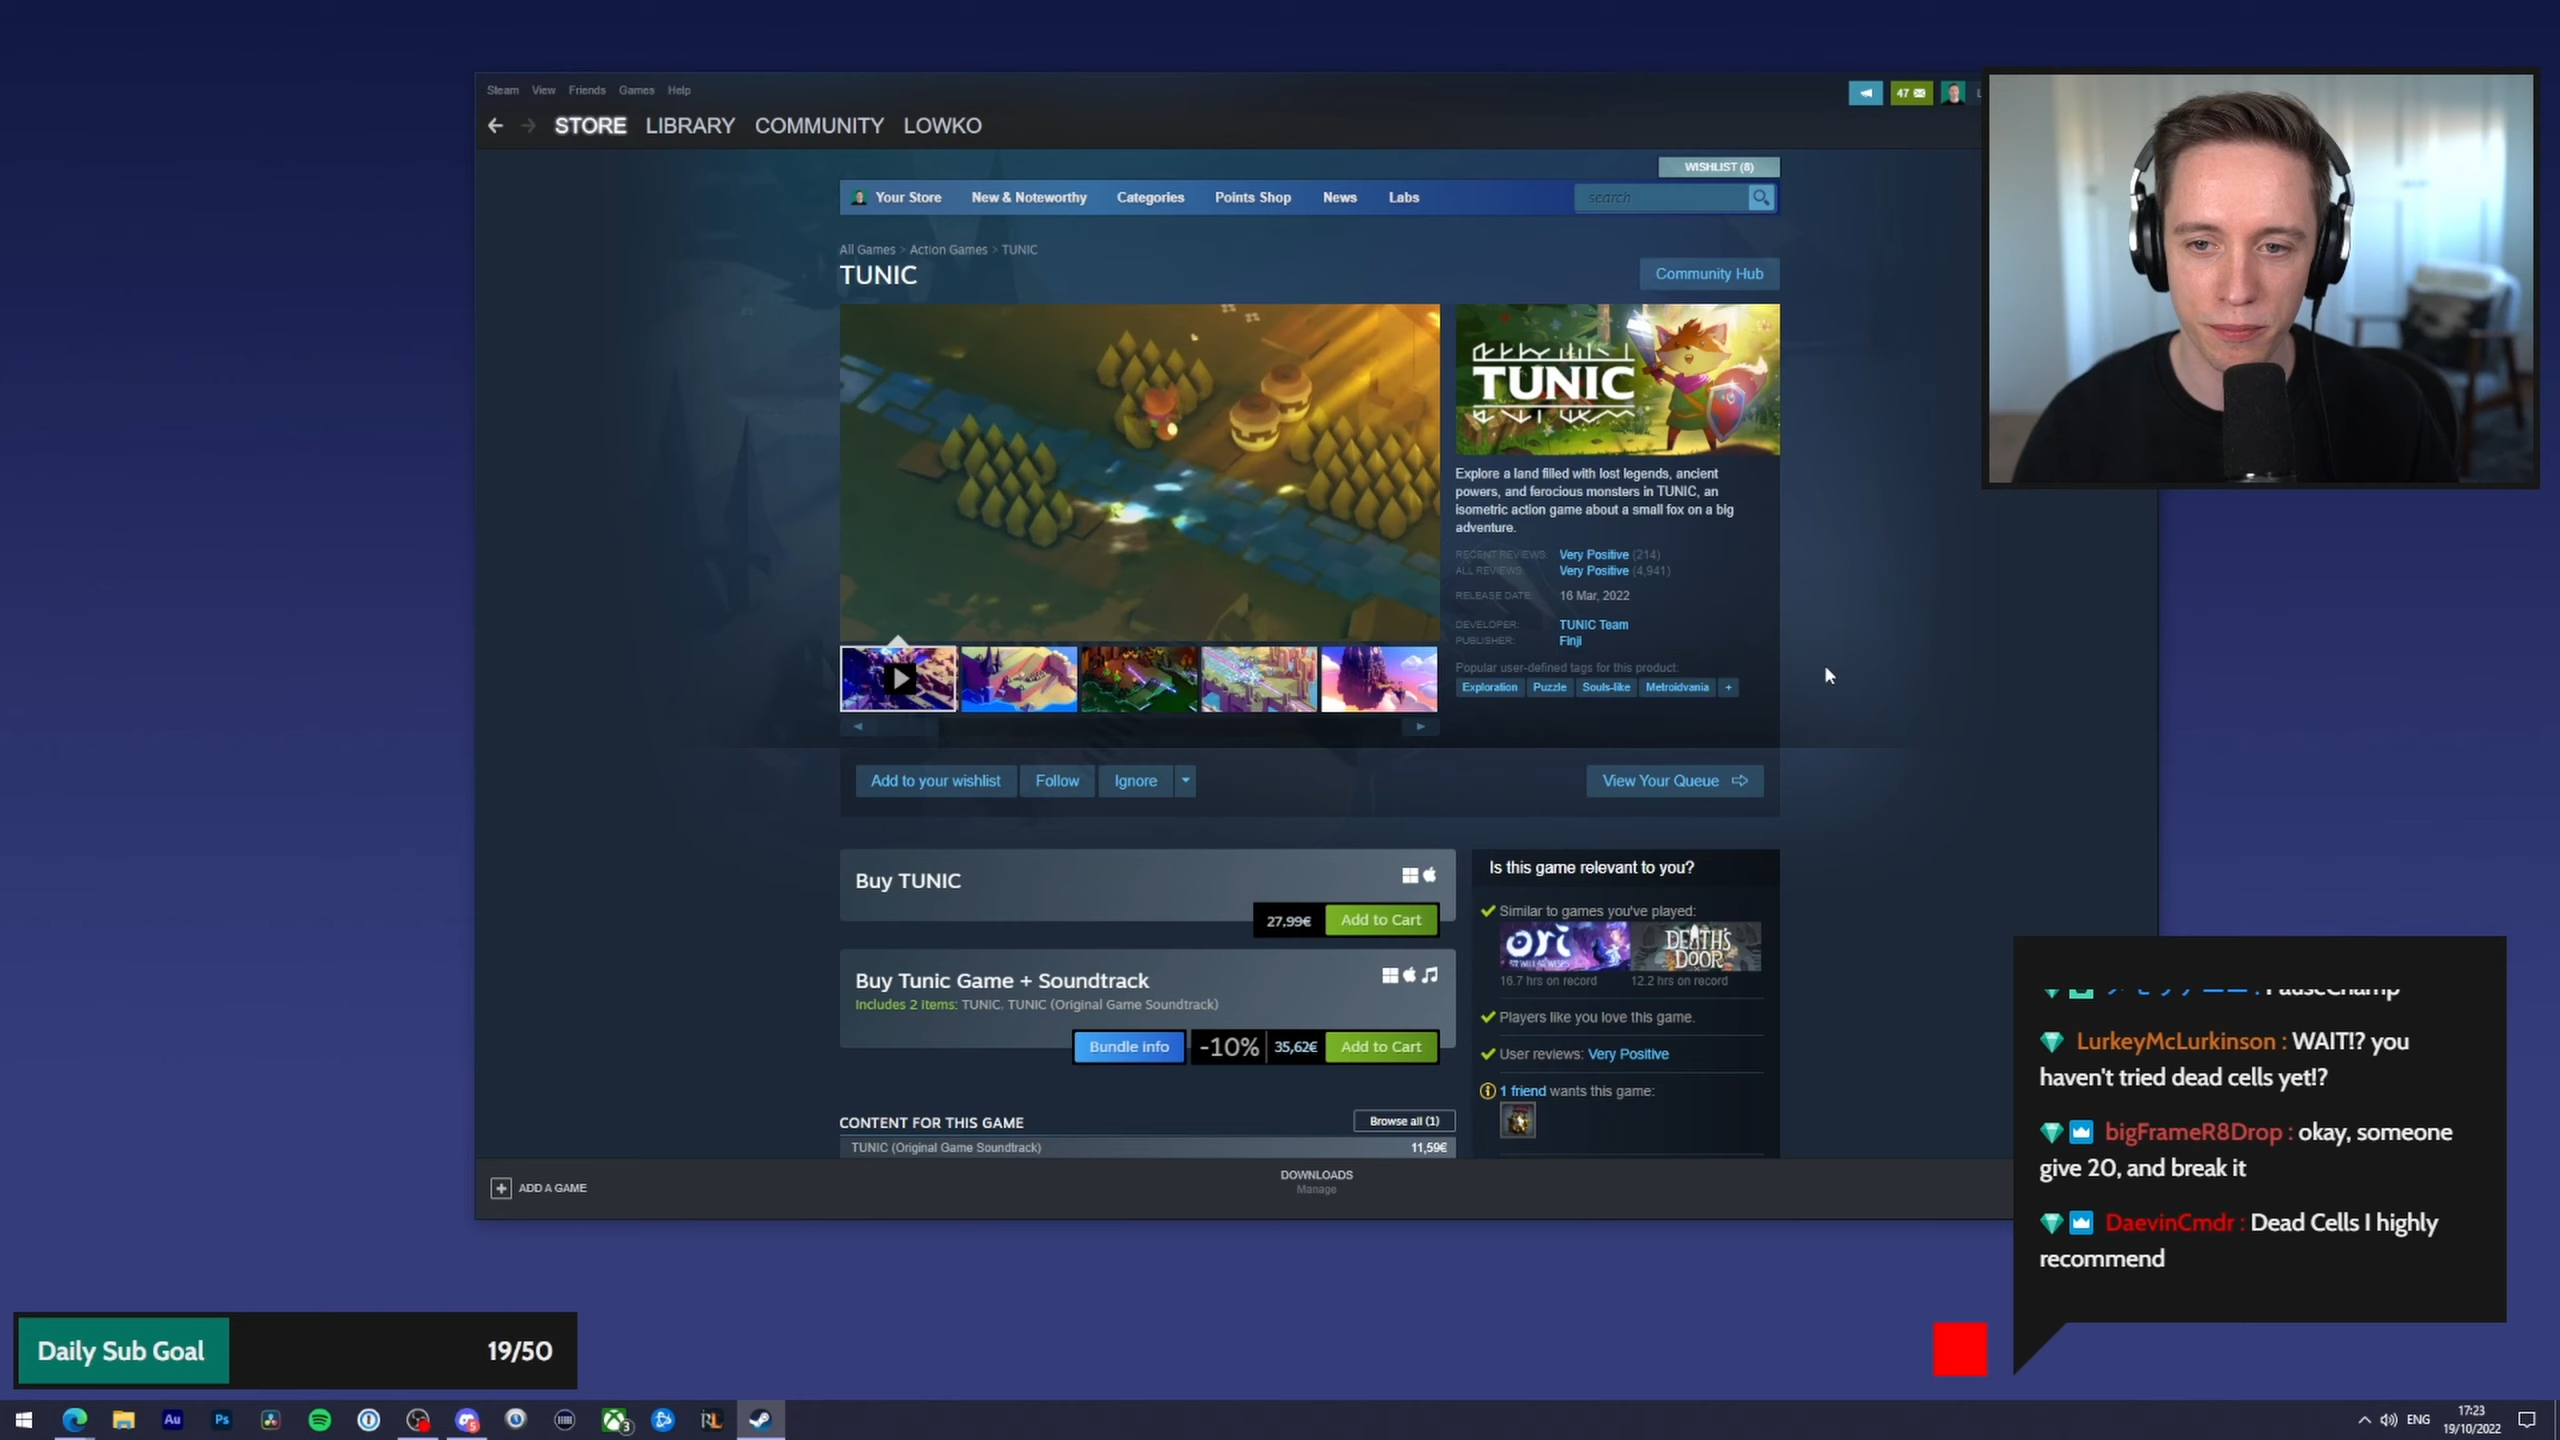 Steam View Friends Games Help
47
STORE LIBRARY COMMUNITY LOWKO
WISHLIST (8)
Your Store New & Noteworthy Categories Points Shop News Labs
search
All Games > Action Games > TUNIC
TUNIC
Community Hub
TUNIC
Explore a land filled with lost legends, ancient
powers, and ferocious monsters in TUNIC, an
isometric action game about a small fox on a big
adventure.
RECENT REVIEWS: Very Positive (214)
ALL REVIEWS: Very Positive (4,941)
RELEASE DATE: 16 Mar, 2022
DEVELOPER: TUNIC Team
PUBLISHER: Finji
Popular user-defined tags for this product:
Exploration Puzzle Souls-like Metroidvania +
Add to your wishlist Follow Ignore
View Your Queue
Buy TUNIC
27,99€ Add to Cart
Buy Tunic Game + Soundtrack
Includes 2 items: TUNIC, TUNIC (Original Game Soundtrack)
Bundle info -10% 35,62€ Add to Cart
CONTENT FOR THIS GAME
Browse all (1)
TUNIC (Original Game Soundtrack) 11,59€
Is this game relevant to you?
Similar to games you've played:
ori
DEATH'S
DOOR
16.7 hrs on record 12.2 hrs on record
Players like you love this game.
User reviews: Very Positive
1 friend wants this game:
ADD A GAME
DOWNLOADS
Manage
PauseChamp
LurkeyMcLurkinson : WAIT!? you
haven't tried dead cells yet!?
bigFrameR8Drop : okay, someone
give 20, and break it
DaevinCmdr : Dead Cells I highly
recommend
Daily Sub Goal 19/50
Au Ps
3
5
ENG
17:23
19/10/2022